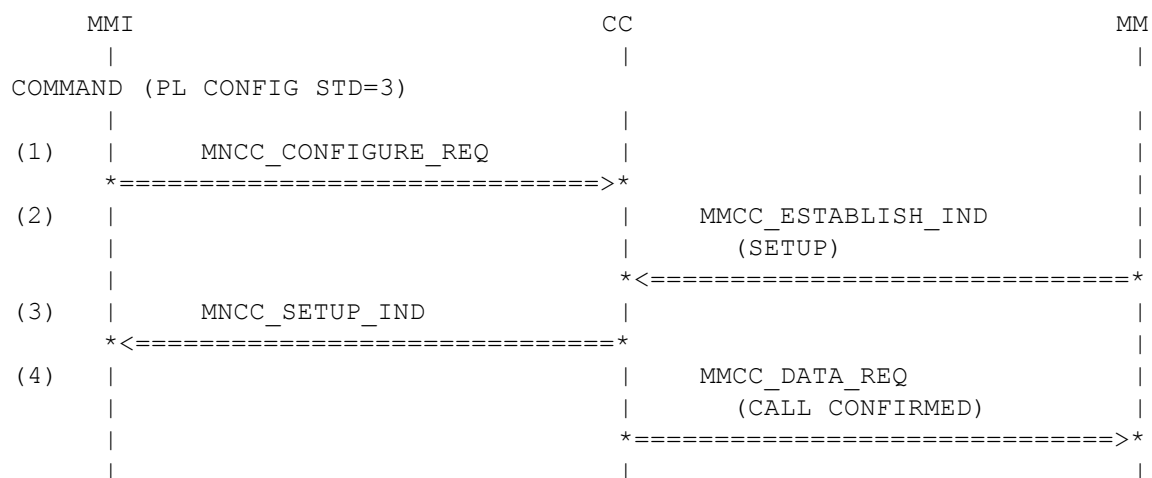 MMI CC MM
COMMAND (PL CONFIG STD=3)
(1) MNCC_CONFIGURE_REQ
(2) MMCC_ESTABLISH_IND
(SETUP)
(3) MNCC_SETUP_IND
(4) MMCC_DATA_REQ
(CALL CONFIRMED)